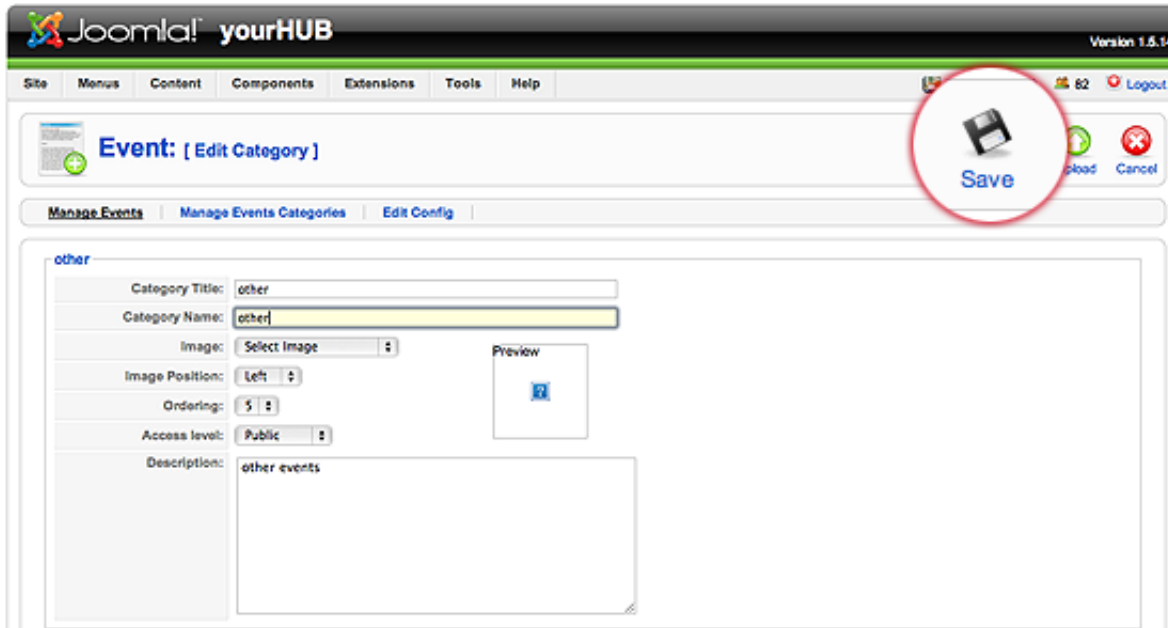 Joomla! yourHUB
Version 1.5.14
Site Menus Content Components Extensions Tools Help 82 Logout
Event: [ Edit Category ]
Save Cancel
Manage Events Manage Events Categories Edit Config
other
Category Title: other
Category Name: other
Image: Select Image
Preview
Image Position: Left
Ordering: 5
Access level: Public
Description: other events